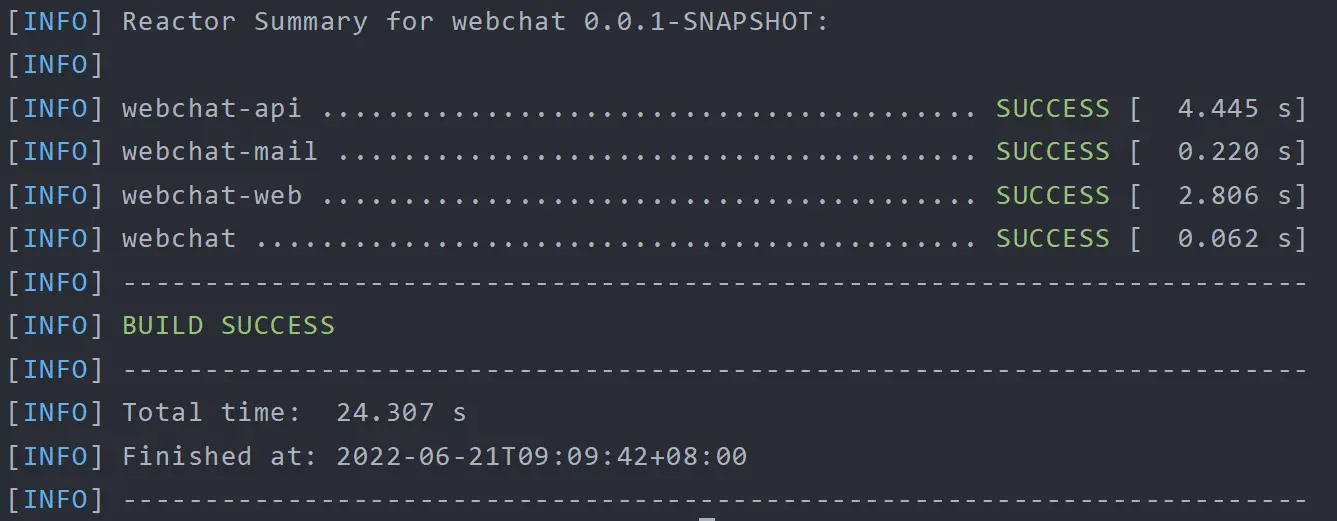 [INFO] Reactor Summary for webchat 0.0.1-SNAPSHOT:
[INFO]
[INFO] webchat-api ........................................ SUCCESS [  4.445 s]
[INFO] webchat-mail ....................................... SUCCESS [  0.220 s]
[INFO] webchat-web ........................................ SUCCESS [  2.806 s]
[INFO] webchat ............................................ SUCCESS [  0.062 s]
[INFO] ------------------------------------------------------------------------
[INFO] BUILD SUCCESS
[INFO] ------------------------------------------------------------------------
[INFO] Total time:  24.307 s
[INFO] Finished at: 2022-06-21T09:09:42+08:00
[INFO] ------------------------------------------------------------------------